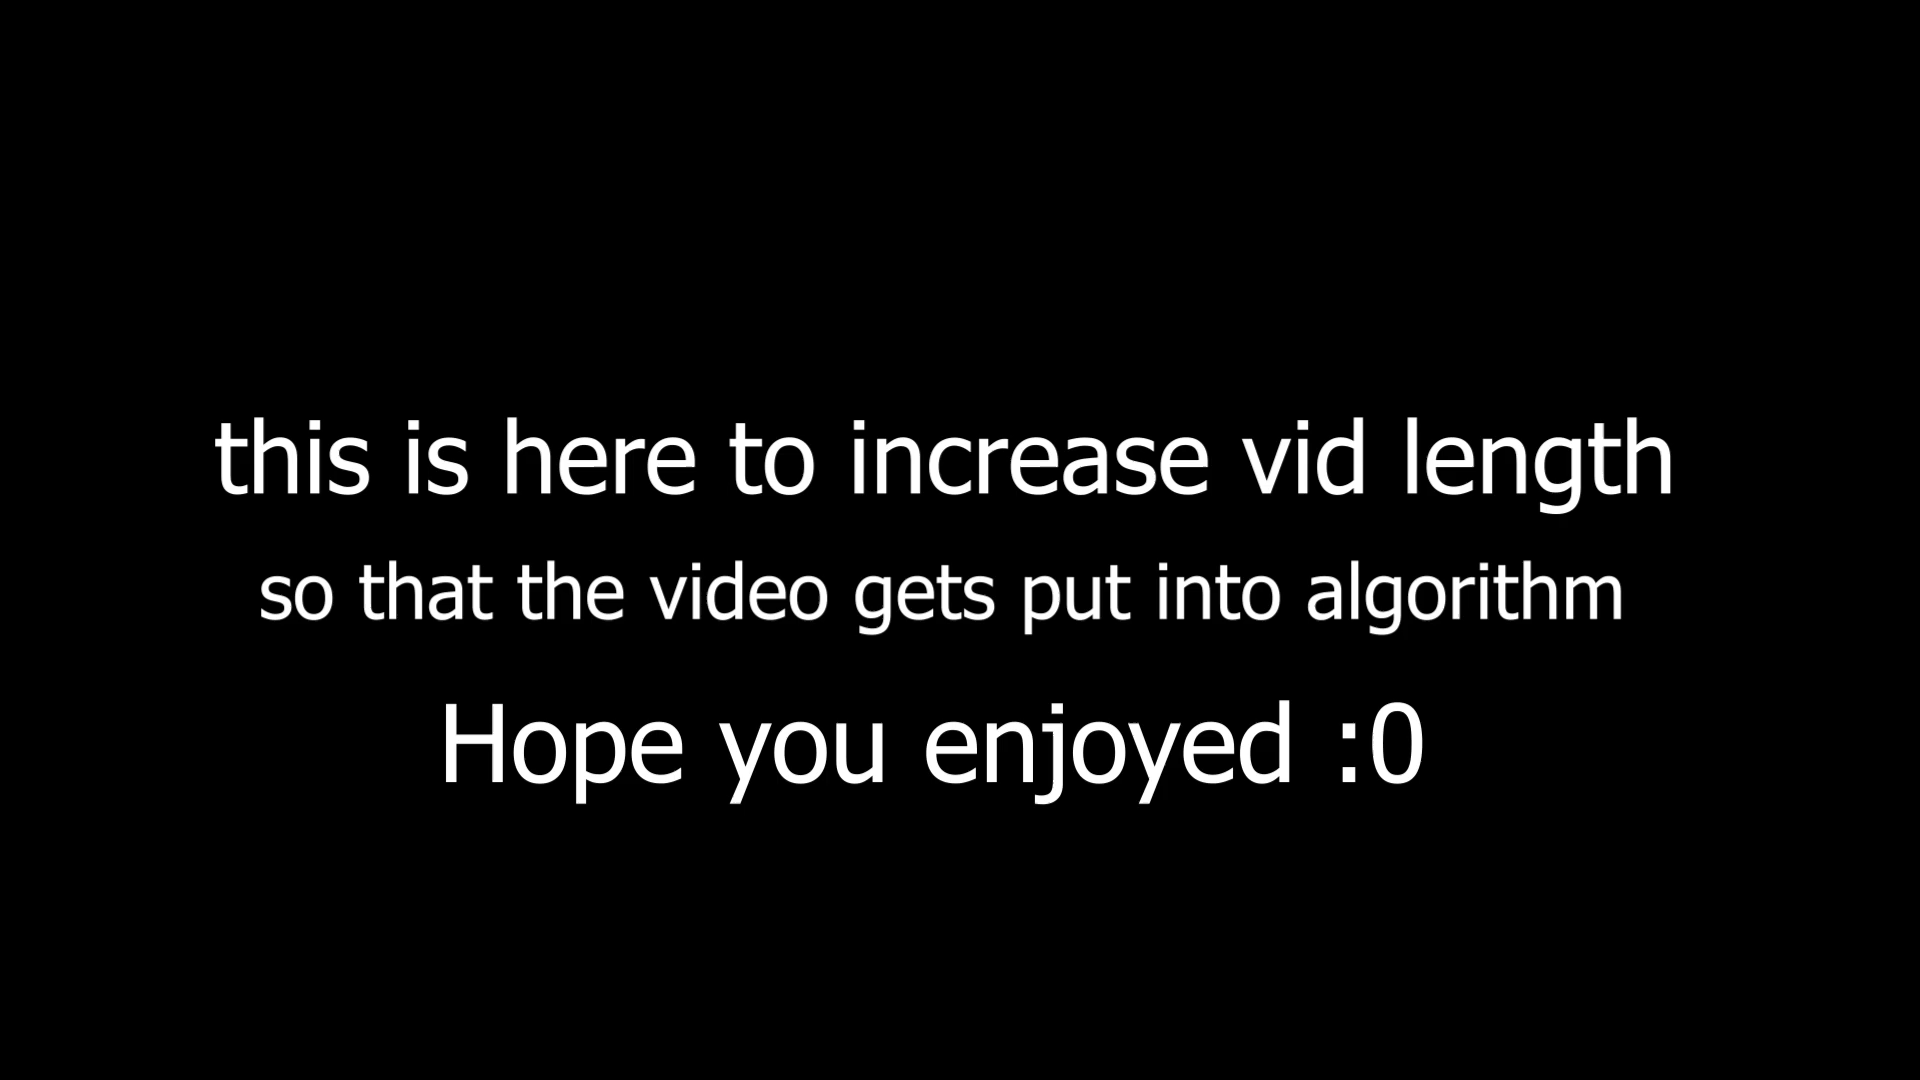 this is here to increase vid length
so that the video gets put into algorithm
Hope you enjoyed :0